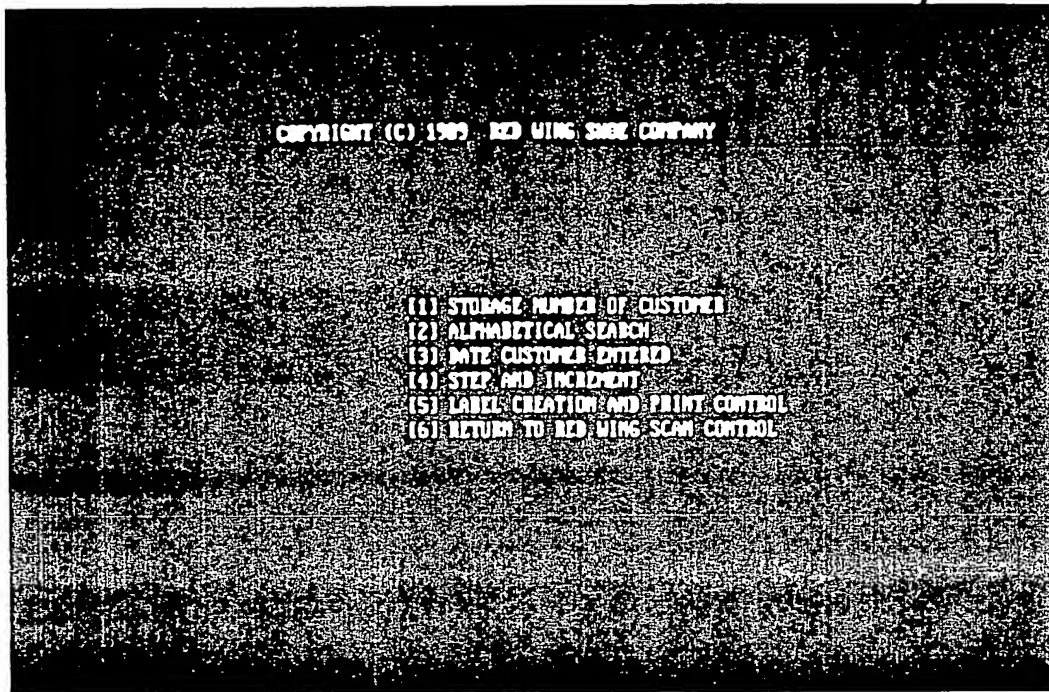 COPYRIGHT (C) 1989 RED WING SHOE COMPANY
[1] STORAGE NUMBER OF CUSTOMER
[2] ALPHABETICAL SEARCH
[3] DATE CUSTOMER ENTERED
[4] STEP AND INCREMENT
[5] LABEL CREATION AND PRINT CONTROL
[6] RETURN TO RED WING SCAN CONTROL